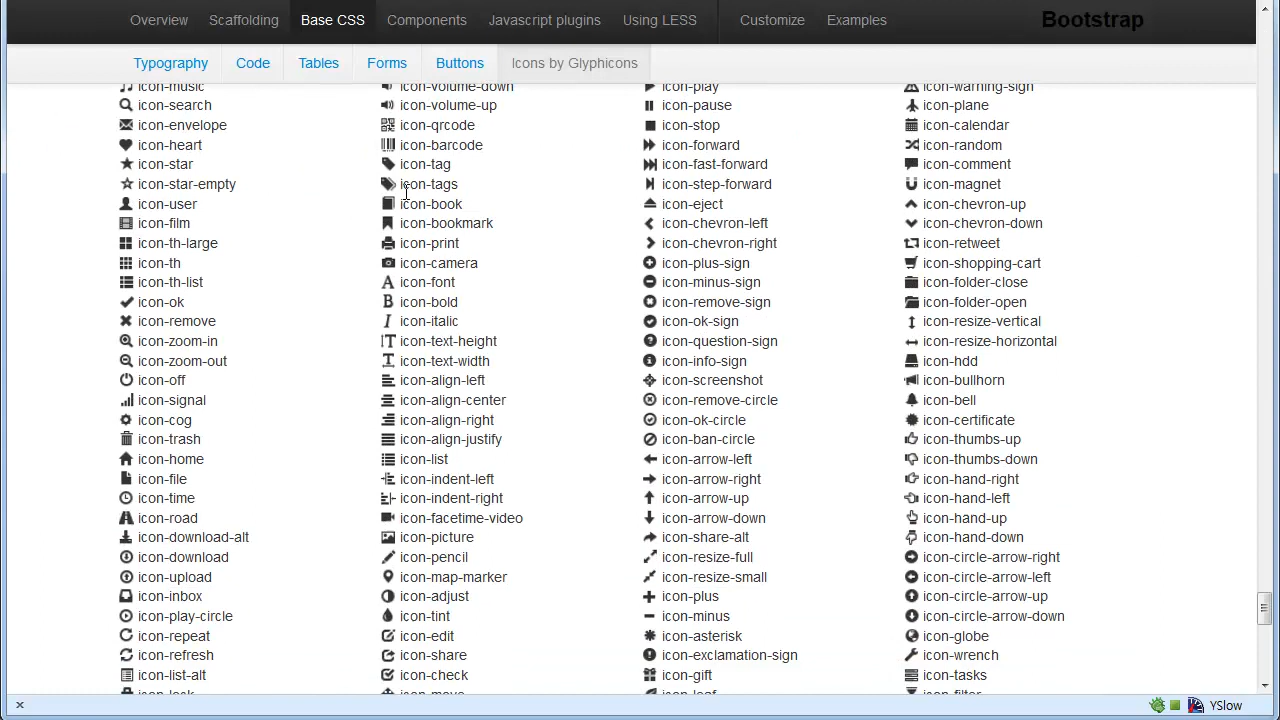 Overview Scaffolding Base CSS Components Javascript plugins Using LESS Customize Examples Bootstrap
Typography Code Tables Forms Buttons Icons by Glyphicons
icon-music icon-volume-down icon-play icon-warning-sign
icon-search icon-volume-up icon-pause icon-plane
icon-envelope icon-qrcode icon-stop icon-calendar
icon-heart icon-barcode icon-forward icon-random
icon-star icon-tag icon-fast-forward icon-comment
icon-star-empty icon-tags icon-step-forward icon-magnet
icon-user icon-book icon-eject icon-chevron-up
icon-film icon-bookmark icon-chevron-left icon-chevron-down
icon-th-large icon-print icon-chevron-right icon-retweet
icon-th icon-camera icon-plus-sign icon-shopping-cart
icon-th-list icon-font icon-minus-sign icon-folder-close
icon-ok icon-bold icon-remove-sign icon-folder-open
icon-remove icon-italic icon-ok-sign icon-resize-vertical
icon-zoom-in icon-text-height icon-question-sign icon-resize-horizontal
icon-zoom-out icon-text-width icon-info-sign icon-hdd
icon-off icon-align-left icon-screenshot icon-bullhorn
icon-signal icon-align-center icon-remove-circle icon-bell
icon-cog icon-align-right icon-ok-circle icon-certificate
icon-trash icon-align-justify icon-ban-circle icon-thumbs-up
icon-home icon-list icon-arrow-left icon-thumbs-down
icon-file icon-indent-left icon-arrow-right icon-hand-right
icon-time icon-indent-right icon-arrow-up icon-hand-left
icon-road icon-facetime-video icon-arrow-down icon-hand-up
icon-download-alt icon-picture icon-share-alt icon-hand-down
icon-download icon-pencil icon-resize-full icon-circle-arrow-right
icon-upload icon-map-marker icon-resize-small icon-circle-arrow-left
icon-inbox icon-adjust icon-plus icon-circle-arrow-up
icon-play-circle icon-tint icon-minus icon-circle-arrow-down
icon-repeat icon-edit icon-asterisk icon-globe
icon-refresh icon-share icon-exclamation-sign icon-wrench
icon-list-alt icon-check icon-gift icon-tasks
icon-lock icon-move icon-leaf icon-filter
YSlow